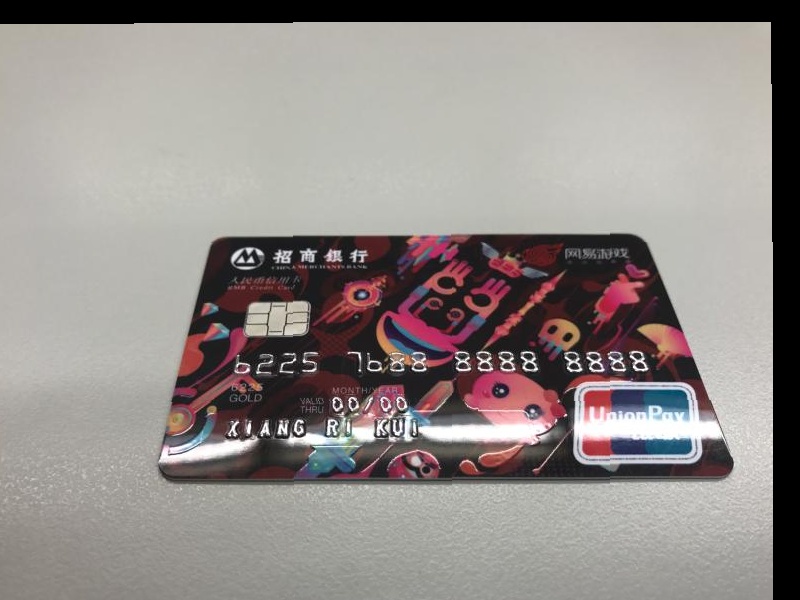 招商银行
CHINA MERCHANTS BANK
网易游戏
人民币信用卡
RMB Credit Card
6225 7688 8888 8888
6225
GOLD
MONTH/YEAR
VALID THRU 00/00
XIANG RI KUI
UnionPay